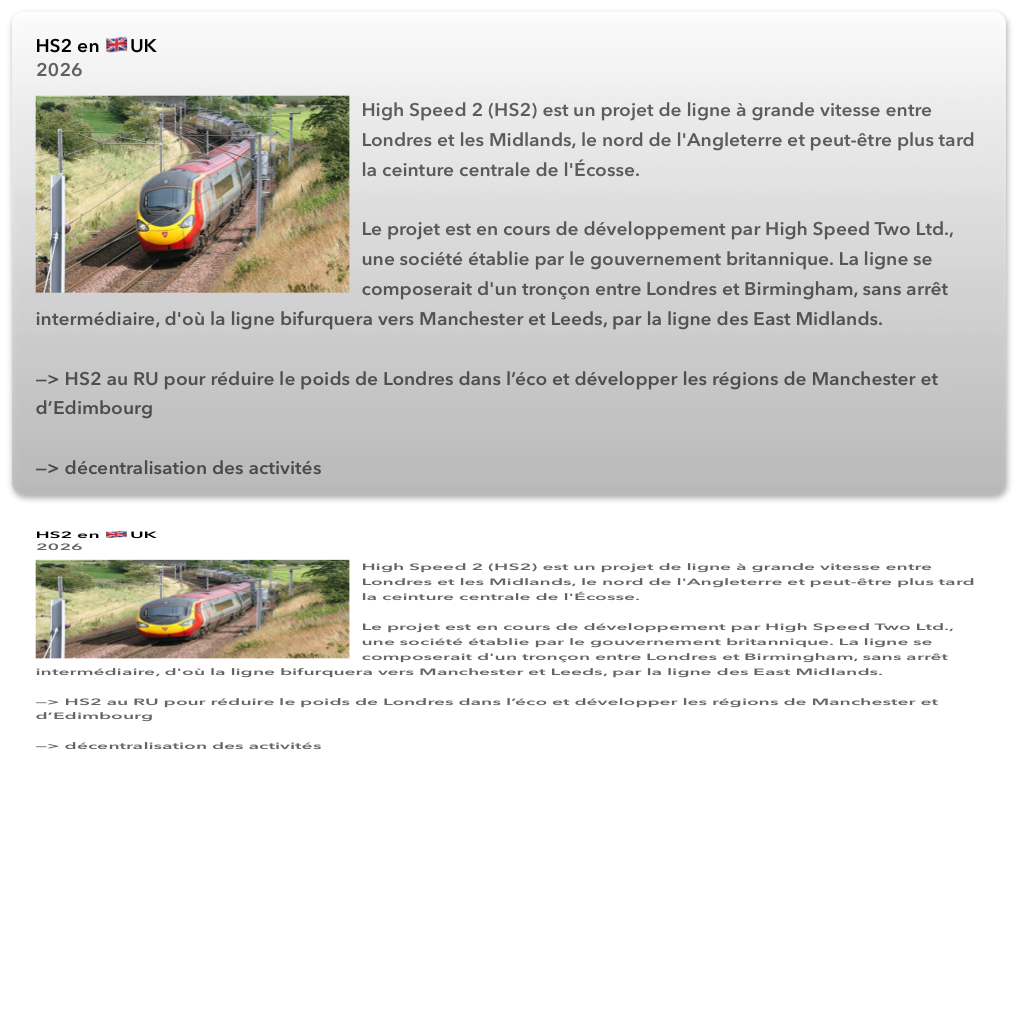 HS2 en 🇬🇧UK
2026
High Speed 2 (HS2) est un projet de ligne à grande vitesse entre
Londres et les Midlands, le nord de l'Angleterre et peut-être plus tard
la ceinture centrale de l'Écosse.
Le projet est en cours de développement par High Speed Two Ltd.,
une société établie par le gouvernement britannique. La ligne se
composerait d'un tronçon entre Londres et Birmingham, sans arrêt
intermédiaire, d'où la ligne bifurquera vers Manchester et Leeds, par la ligne des East Midlands.
—> HS2 au RU pour réduire le poids de Londres dans l’éco et développer les régions de Manchester et
d’Edimbourg
—> décentralisation des activités
HS2 en 🇬🇧UK
2026
High Speed 2 (HS2) est un projet de ligne à grande vitesse entre
Londres et les Midlands, le nord de l'Angleterre et peut-être plus tard
la ceinture centrale de l'Écosse.
Le projet est en cours de développement par High Speed Two Ltd.,
une société établie par le gouvernement britannique. La ligne se
composerait d'un tronçon entre Londres et Birmingham, sans arrêt
intermédiaire, d'où la ligne bifurquera vers Manchester et Leeds, par la ligne des East Midlands.
—> HS2 au RU pour réduire le poids de Londres dans l’éco et développer les régions de Manchester et
d’Edimbourg
—> décentralisation des activités